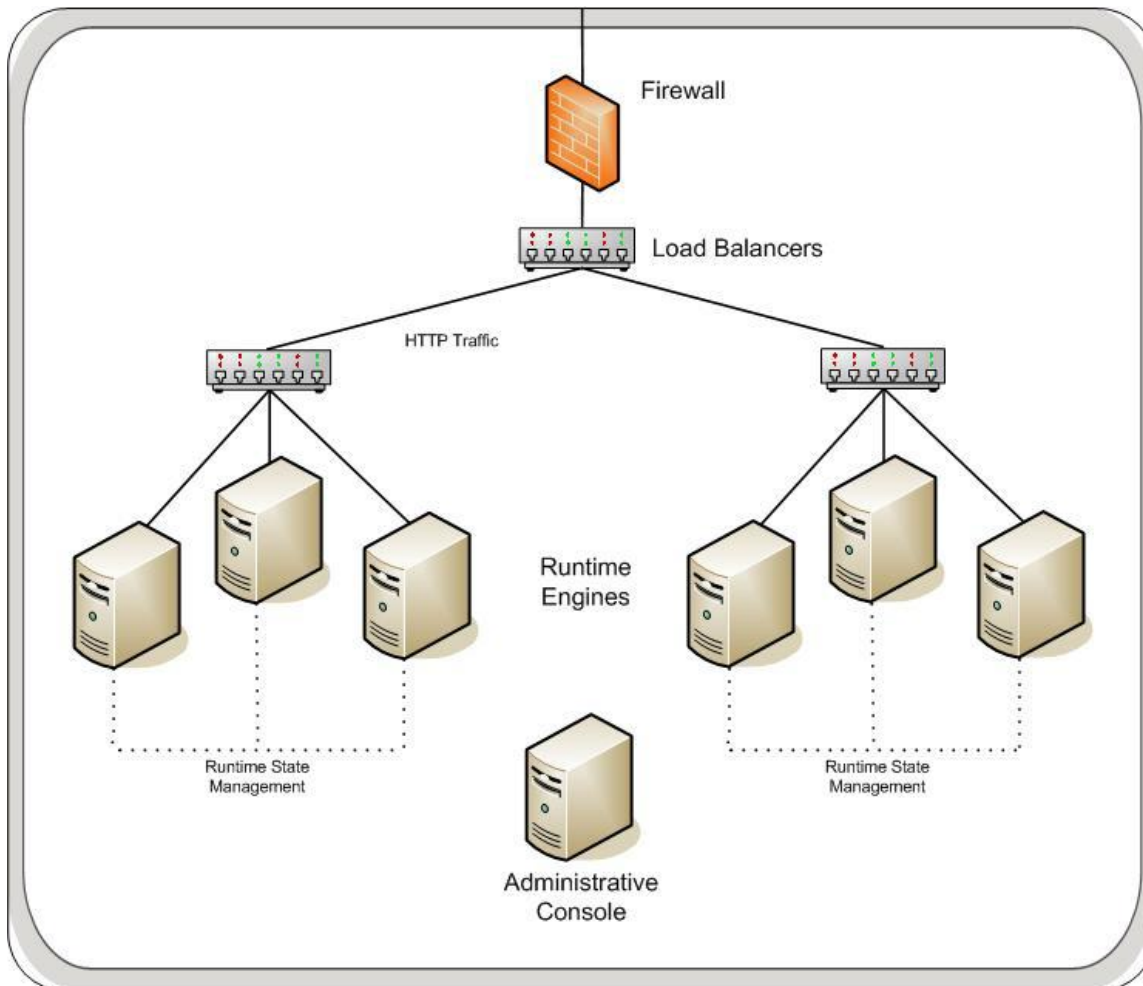 Firewall
Load Balancers
HTTP Traffic
Runtime
Engines
Runtime State
Management
Runtime State
Management
Administrative
Console